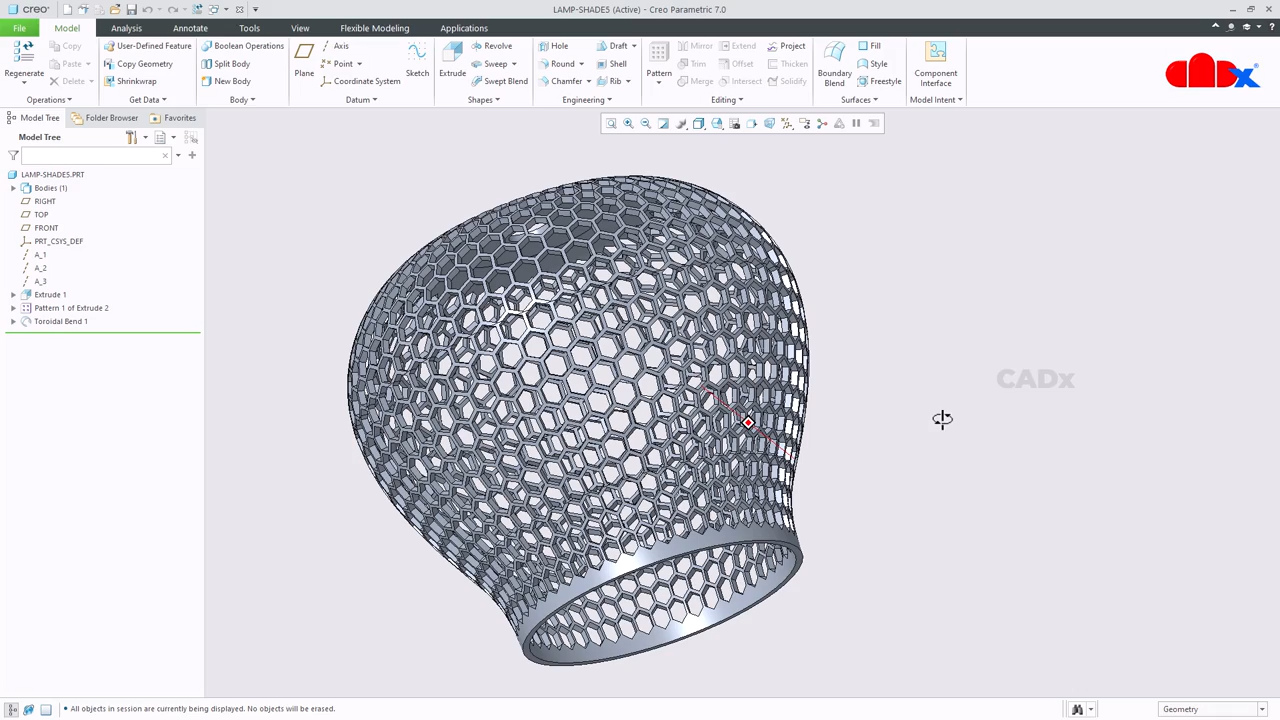 creo
LAMP-SHADE5 (Active) - Creo Parametric 7.0
File Model Analysis Annotate Tools View Flexible Modeling Applications
Regenerate
Copy
Paste
Delete
Operations
User-Defined Feature
Copy Geometry
Shrinkwrap
Get Data
Boolean Operations
Split Body
New Body
Body
Plane
Axis
Point
Coordinate System
Sketch
Datum
Extrude
Revolve
Sweep
Swept Blend
Shapes
Hole
Round
Chamfer
Draft
Shell
Rib
Engineering
Pattern
Mirror
Trim
Merge
Extend
Offset
Intersect
Project
Thicken
Solidify
Editing
Boundary
Blend
Fill
Style
Freestyle
Surfaces
Component
Interface
Model Intent
CADx
Model Tree Folder Browser Favorites
Model Tree
LAMP-SHADE5.PRT
Bodies (1)
RIGHT
TOP
FRONT
PRT_CSYS_DEF
A_1
A_2
A_3
Extrude 1
Pattern 1 of Extrude 2
Toroidal Bend 1
CADx
All objects in session are currently being displayed. No objects will be erased.
Geometry